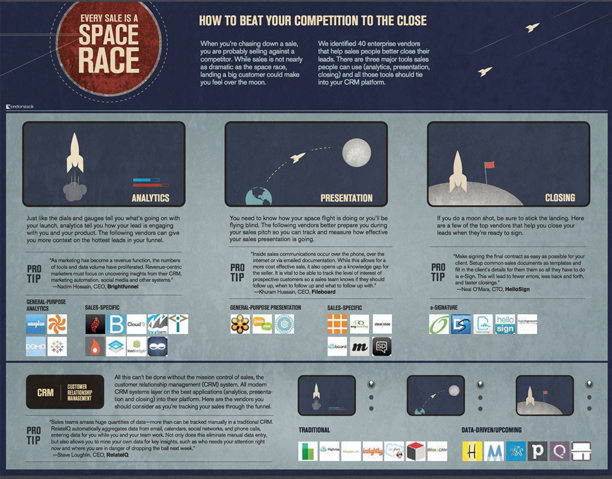 EVERY SALE IS A
SPACE
RACE
HOW TO BEAT YOUR COMPETITION TO THE CLOSE
When you're chasing down a sale,
you are probably selling against a
competitor. While sales is not nearly
as dramatic as the space race,
landing a big customer could make
you feel over the moon.
We identified 40 enterprise vendors
that help sales people better close their
leads. There are three major tools sales
people can use (analytics, presentation,
closing) and all those tools should tie
into your CRM platform.
ANALYTICS
PRESENTATION
CLOSING
Just like the dials and gauges tell you what's going on with
your launch, analytics tell you how your lead is engaging
with you and your product. The following vendors can give
you more context on the hottest leads in your funnel.
You need to know how your space flight is doing or you'll be
flying blind. The following vendors better prepare you during
your sales pitch so you can track and measure how effective
your sales presentation is going.
If you do a moon shot, be sure to stick the landing. Here are
a few of the top vendors that help you close your
leads when they're ready to sign.
PRO
TIP
"As marketing has become a revenue function, the numbers
of tools and data volume have proliferated. Revenue-centric
marketers must focus on uncovering insights from their CRM,
marketing automation, social media and other systems."
—Nadim Hossain, CEO, Brightfunnel
PRO
TIP
"Inside sales communications occur over the phone, over the
internet or via emailed documentation. While this allows for a
more cost effective sale, it also opens up a knowledge gap for
the seller. It is vital to be able to track the level of interest of
prospective customers so a sales team knows if they should
follow up, when to follow up and what to follow up with."
—Khuram Hussain, CEO, Fileboard
PRO
TIP
"Make signing the final contract as easy as possible for your
client. Setup common sales documents as templates and
fill in the client's details for them so all they have to do
is e-Sign. This will lead to fewer errors, less back and forth,
and faster closings."
—Neal O'Mara, CTO, HelloSign
GENERAL-PURPOSE
ANALYTICS
SALES-SPECIFIC
GENERAL-PURPOSE PRESENTATION
SALES-SPECIFIC
e-SIGNATURE
DOMO
B
hello
sign
CRM
CUSTOMER
RELATIONSHIP
MANAGEMENT
All this can't be done without the mission control of sales, the
customer relationship management (CRM) system. All modern
CRM systems layer on the best applications (analytics, presenta-
tion and closing) into their platform. Here are the vendors you
should consider as you're tracking your sales through the funnel.
PRO
TIP
"Sales teams amass huge quantities of data—more than can be tracked manually in a traditional CRM.
RelateIQ automatically aggregates data from email, calendars, social networks, and phone calls,
entering data for you while you and your team work. Not only does this eliminate manual data entry,
but also allows you to mine your own data for key insights, such as who needs your attention right
now and where you are in danger of dropping the ball next week."
—Steve Loughlin, CEO, RelateIQ
TRADITIONAL
DATA-DRIVEN/UPCOMING
H
M
p
Q